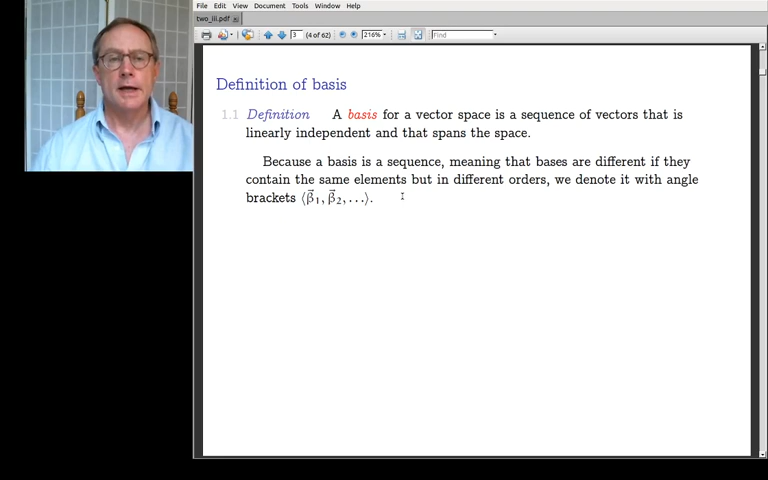 File Edit View Document Tools Window Help
two_iii.pdf
3 (4 of 62) 216% Find
Definition of basis
1.1 Definition A basis for a vector space is a sequence of vectors that is
linearly independent and that spans the space.
Because a basis is a sequence, meaning that bases are different if they
contain the same elements but in different orders, we denote it with angle
brackets ⟨β⃗₁, β⃗₂, …⟩.